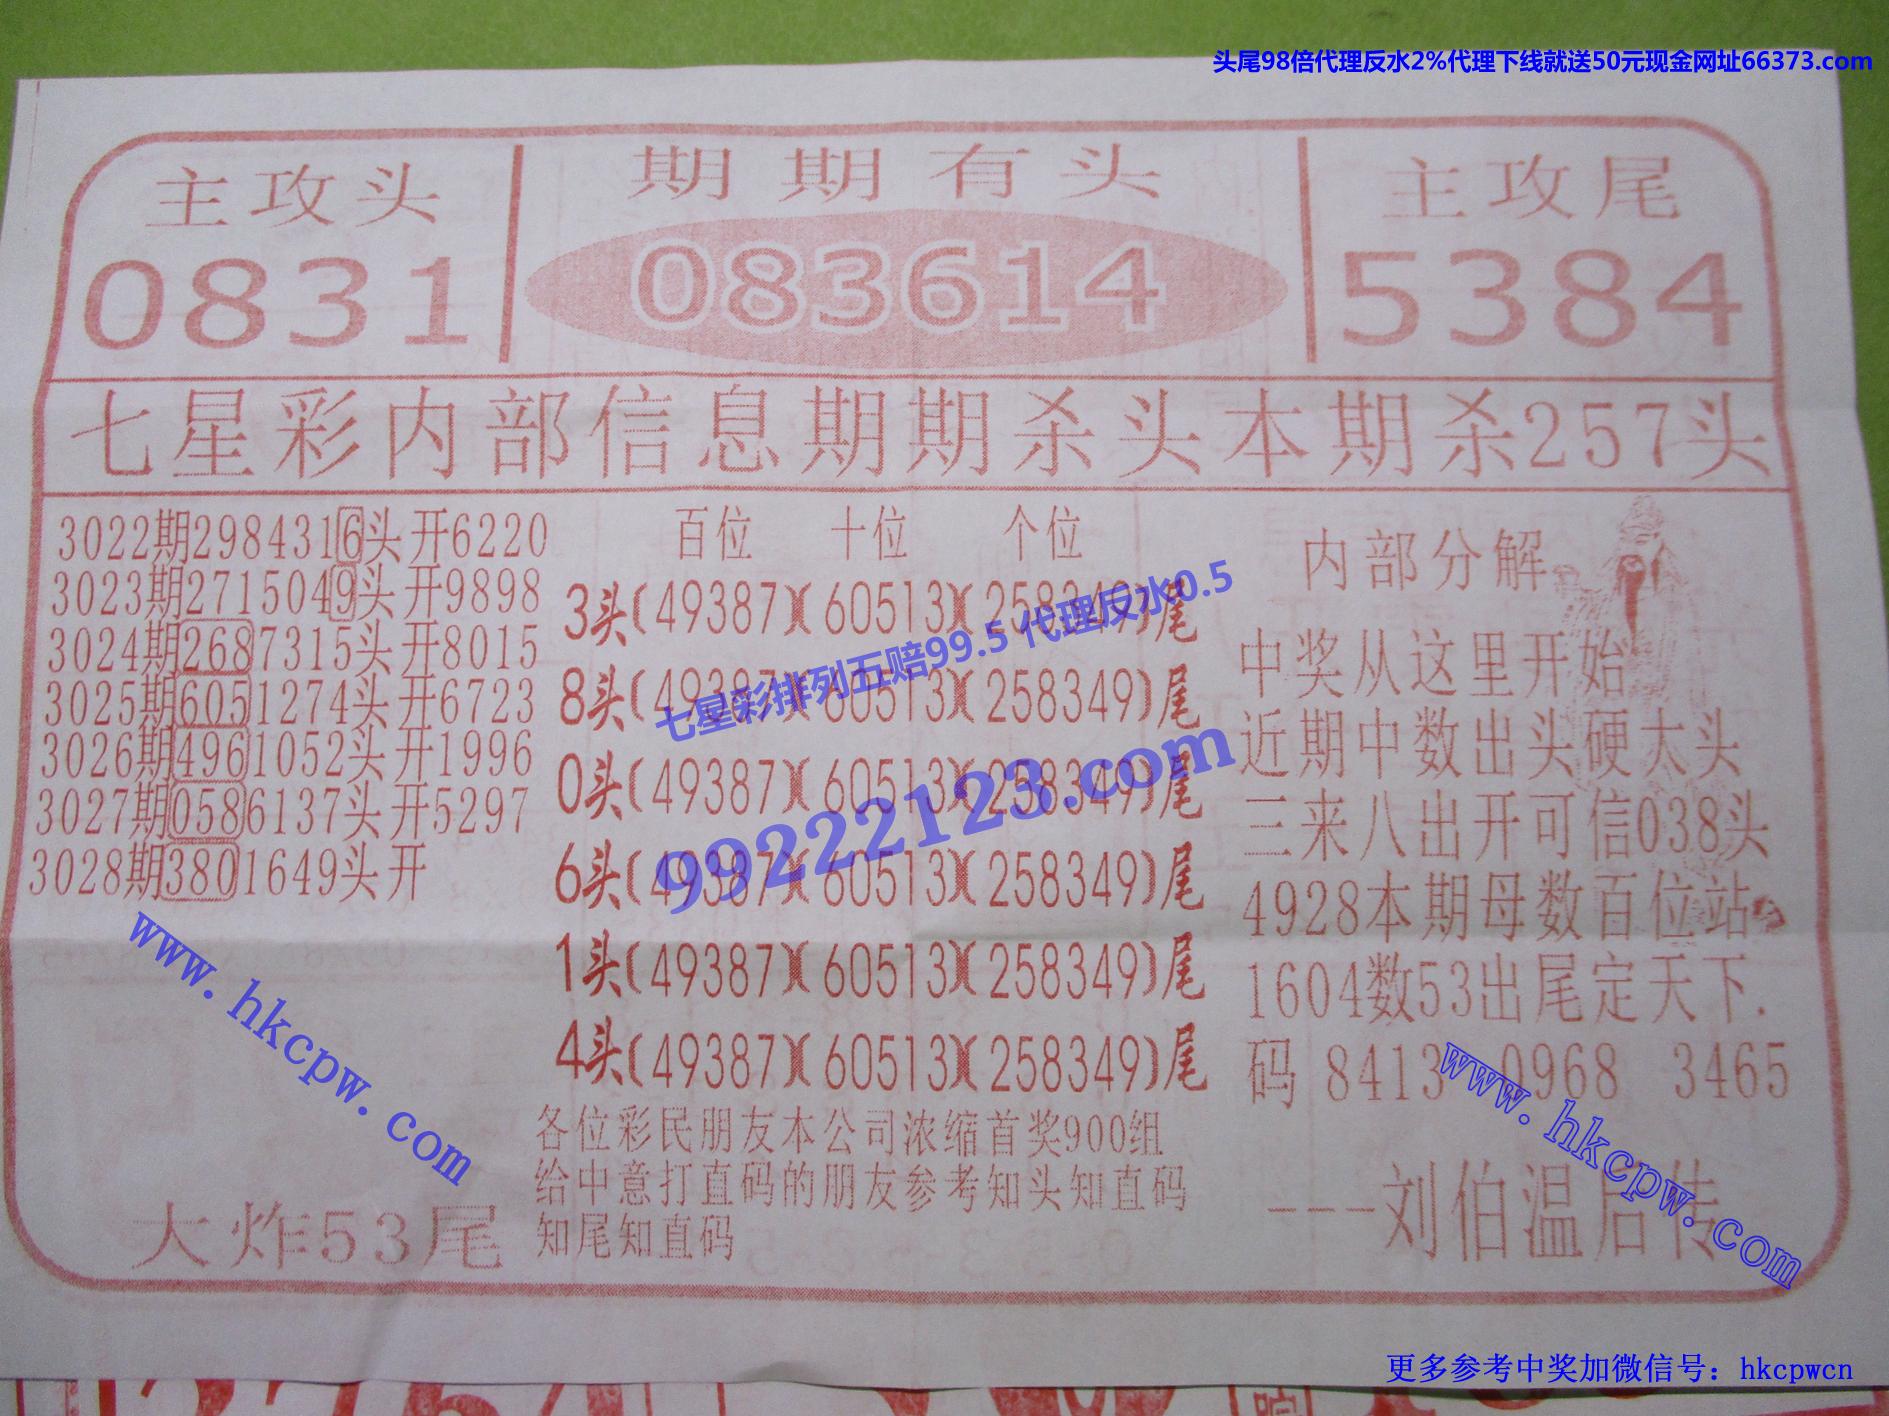 头尾98倍代理反水2%代理下线就送50元现金网址66373.com
主攻头
0831
期期有头
083614
主攻尾
5384
七星彩内部信息期期杀头本期杀257头
3022期2984316头开6220
3023期2715049头开9898
3024期2687315头开8015
3025期6051274头开6723
3026期4961052头开1996
3027期0586137头开5297
3028期3801649头开
大炸53尾
百位 十位 个位
3头(49387)(60513)(258349)尾
8头(49387)(60513)(258349)尾
0头(49387)(60513)(258349)尾
6头(49387)(60513)(258349)尾
1头(49387)(60513)(258349)尾
4头(49387)(60513)(258349)尾
各位彩民朋友本公司浓缩首奖900组
给中意打直码的朋友参考知头知直码
知尾知直码
内部分解
中奖从这里开始
近期中数出头硬太头
三来八出开可信038头
4928本期母数百位站
1604数53出尾定天下.
码 8413 0968 3465
---刘伯温后传
七星彩排列五赔99.5 代理反水0.5
99222123.com
www.hkcpw.com
www.hkcpw.com
更多参考中奖加微信号：hkcpwcn